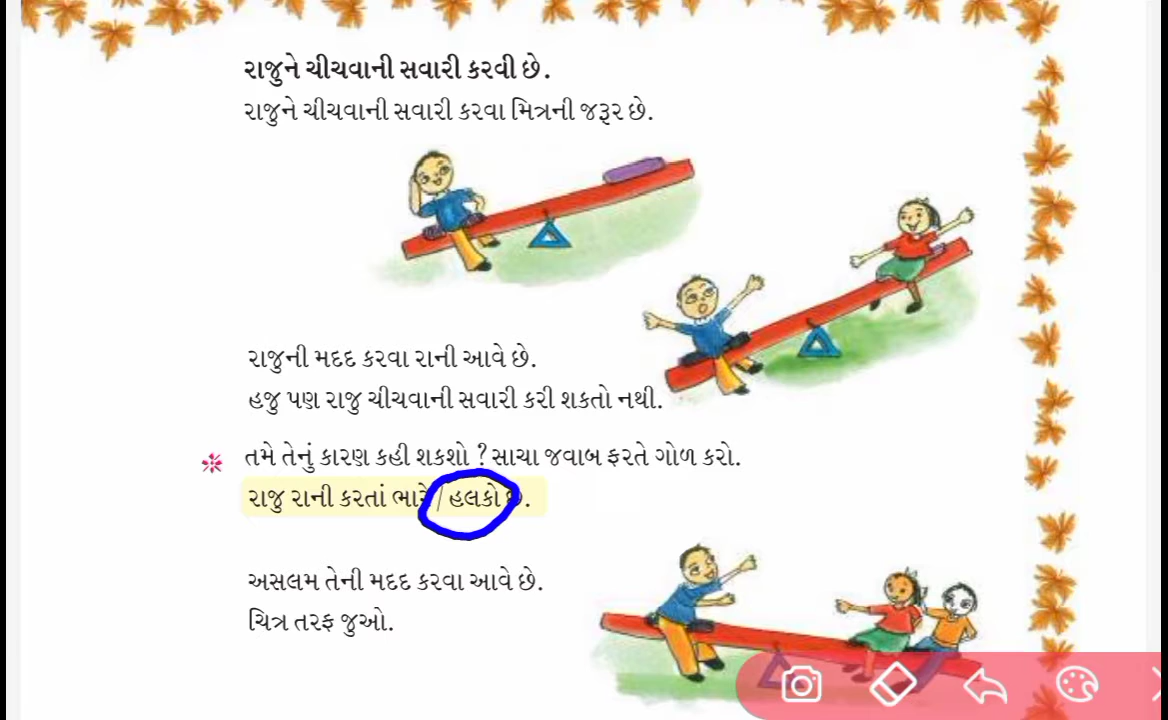 રાજુને ચીચવાની સવારી કરવી છે.
રાજુને ચીચવાની સવારી કરવા મિત્રની જરૂર છે.
રાજુની મદદ કરવા રાની આવે છે.
હજુ પણ રાજુ ચીચવાની સવારી કરી શકતો નથી.
તમે તેનું કારણ કહી શકશો ? સાચા જવાબ ફરતે ગોળ કરો.
રાજુ રાની કરતાં ભારે / હલકો છે.
અસલમ તેની મદદ કરવા આવે છે.
ચિત્ર તરફ જુઓ.